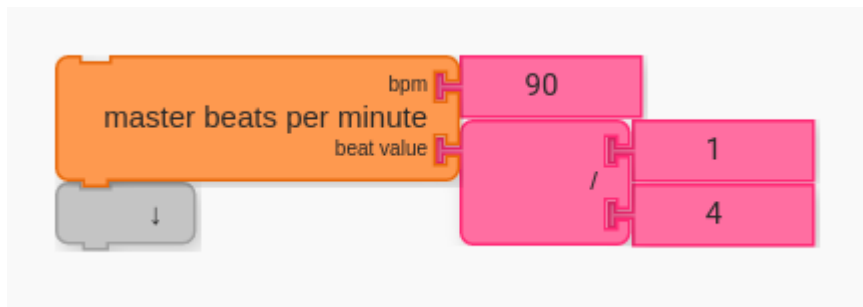 bpm 90
master beats per minute
beat value 1
/
4
↓